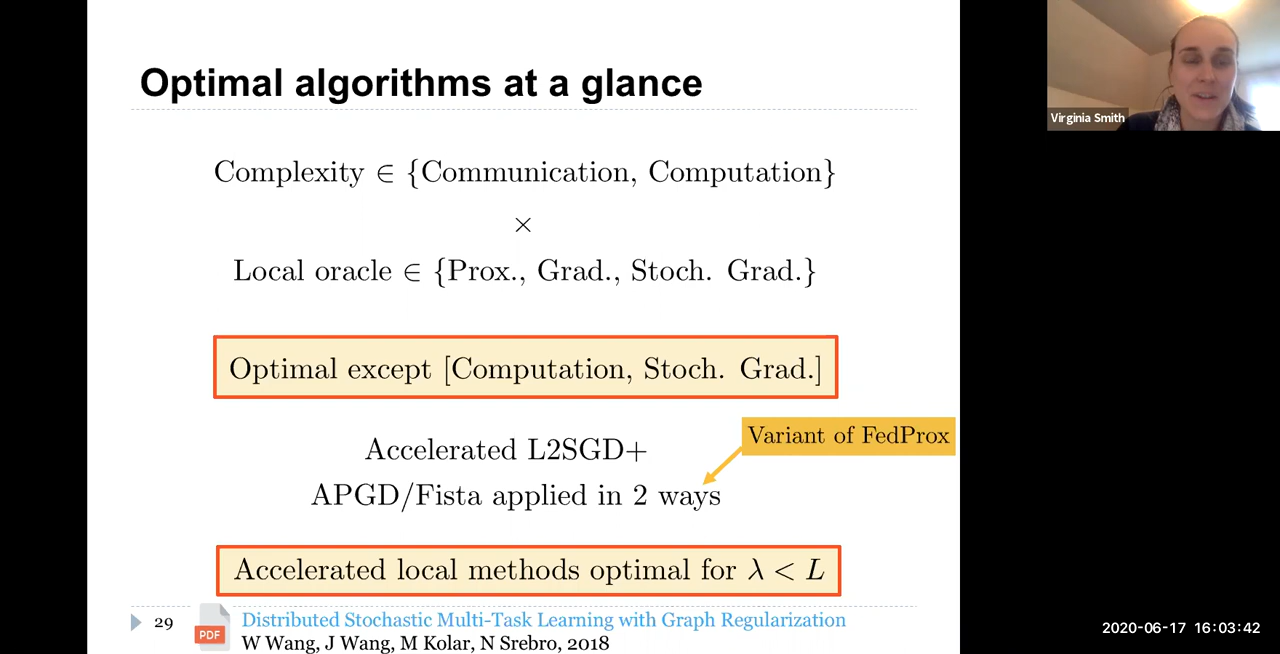 Optimal algorithms at a glance
Complexity ∈ {Communication, Computation}
×
Local oracle ∈ {Prox., Grad., Stoch. Grad.}
Optimal except [Computation, Stoch. Grad.]
Variant of FedProx
Accelerated L2SGD+
APGD/Fista applied in 2 ways
Accelerated local methods optimal for λ < L
29
PDF
Distributed Stochastic Multi-Task Learning with Graph Regularization
W Wang, J Wang, M Kolar, N Srebro, 2018
Virginia Smith
2020-06-17 16:03:42